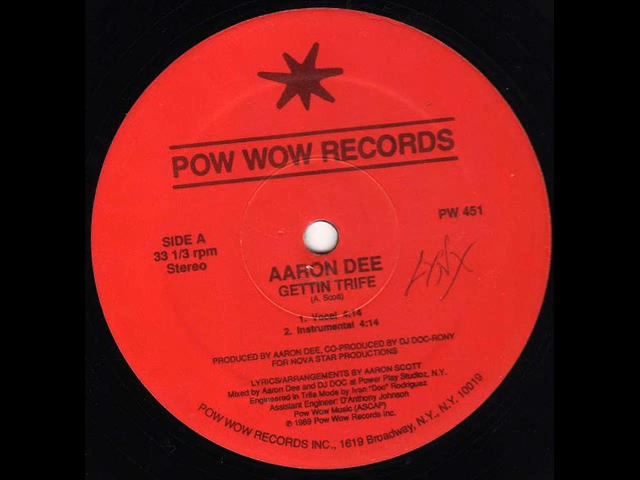 POW WOW RECORDS
PW 451
SIDE A
33 1/3 rpm
Stereo
AARON DEE
GETTIN TRIFE
(A. Scott)
1. Vocal 4:14
2. Instrumental 4:14
PRODUCED BY AARON DEE, CO-PRODUCED BY DJ DOC-RONY
FOR NOVA STAR PRODUCTIONS
LYRICS/ARRANGEMENTS BY AARON SCOTT
Mixed by Aaron Dee and DJ DOC at Power Play Studioz, N.Y.
Engineered in Trife Mode by Ivan "Doc" Rodriguez
Assistant Engineer: D'Anthony Johnson
Pow Wow Music (ASCAP)
℗ 1989 Pow Wow Records Inc.
POW WOW RECORDS INC., 1619 Broadway, N.Y., N.Y. 10019